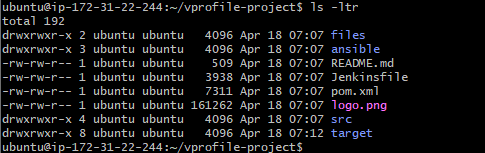 ubuntu@ip-172-31-22-244:~/vprofile-project$ ls -ltr
total 192
drwxrwxr-x 2 ubuntu ubuntu   4096 Apr 18 07:07 files
drwxrwxr-x 3 ubuntu ubuntu   4096 Apr 18 07:07 ansible
-rw-rw-r-- 1 ubuntu ubuntu    509 Apr 18 07:07 README.md
-rw-rw-r-- 1 ubuntu ubuntu   3938 Apr 18 07:07 Jenkinsfile
-rw-rw-r-- 1 ubuntu ubuntu   7311 Apr 18 07:07 pom.xml
-rw-rw-r-- 1 ubuntu ubuntu 161262 Apr 18 07:07 logo.png
drwxrwxr-x 4 ubuntu ubuntu   4096 Apr 18 07:07 src
drwxrwxr-x 8 ubuntu ubuntu   4096 Apr 18 07:12 target
ubuntu@ip-172-31-22-244:~/vprofile-project$